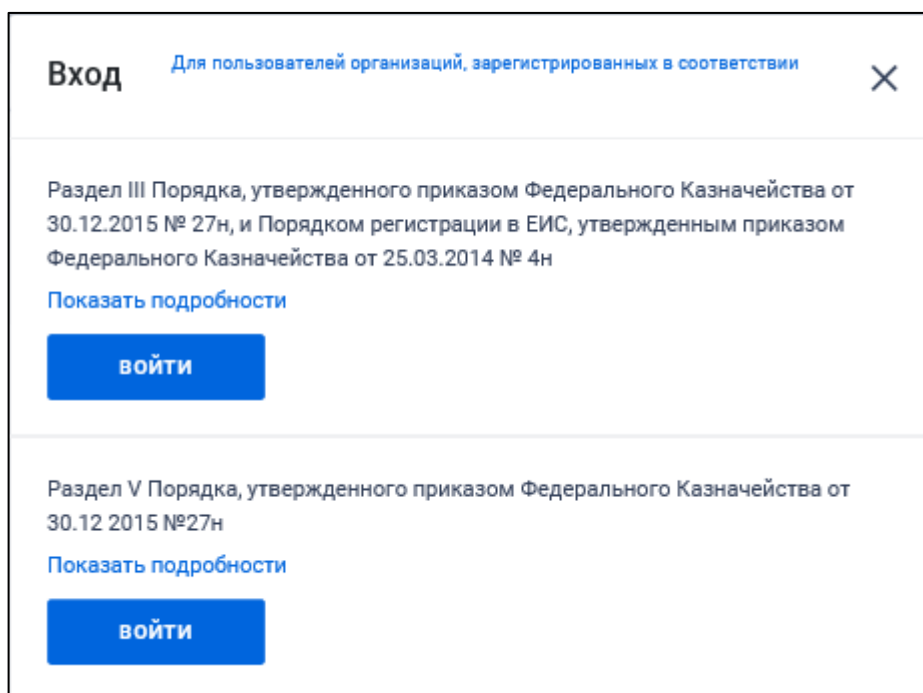 Вход
Для пользователей организаций, зарегистрированных в соответствии
Раздел III Порядка, утвержденного приказом Федерального Казначейства от
30.12.2015 № 27н, и Порядком регистрации в ЕИС, утвержденным приказом
Федерального Казначейства от 25.03.2014 № 4н
Показать подробности
ВОЙТИ
Раздел V Порядка, утвержденного приказом Федерального Казначейства от
30.12 2015 №27н
Показать подробности
ВОЙТИ